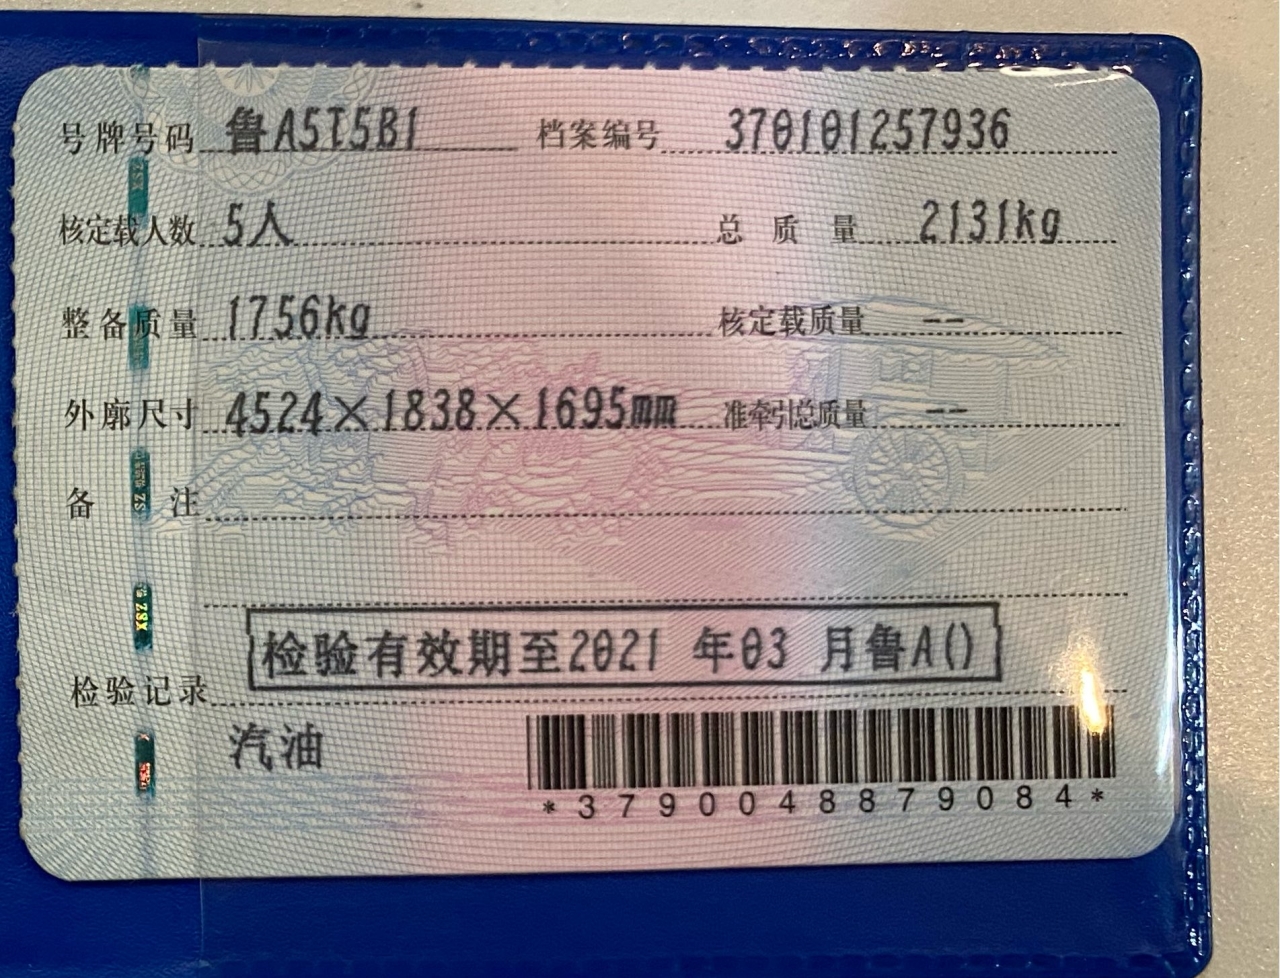 号牌号码 鲁A5T5B1 档案编号 370101257936
核定载人数 5人 总质量 2131kg
整备质量 1756kg 核定载质量 --
外廓尺寸 4524×1838×1695mm 准牵引总质量 --
备注
检验有效期至2021 年03 月鲁A()
检验记录
汽油
*3790048879084*